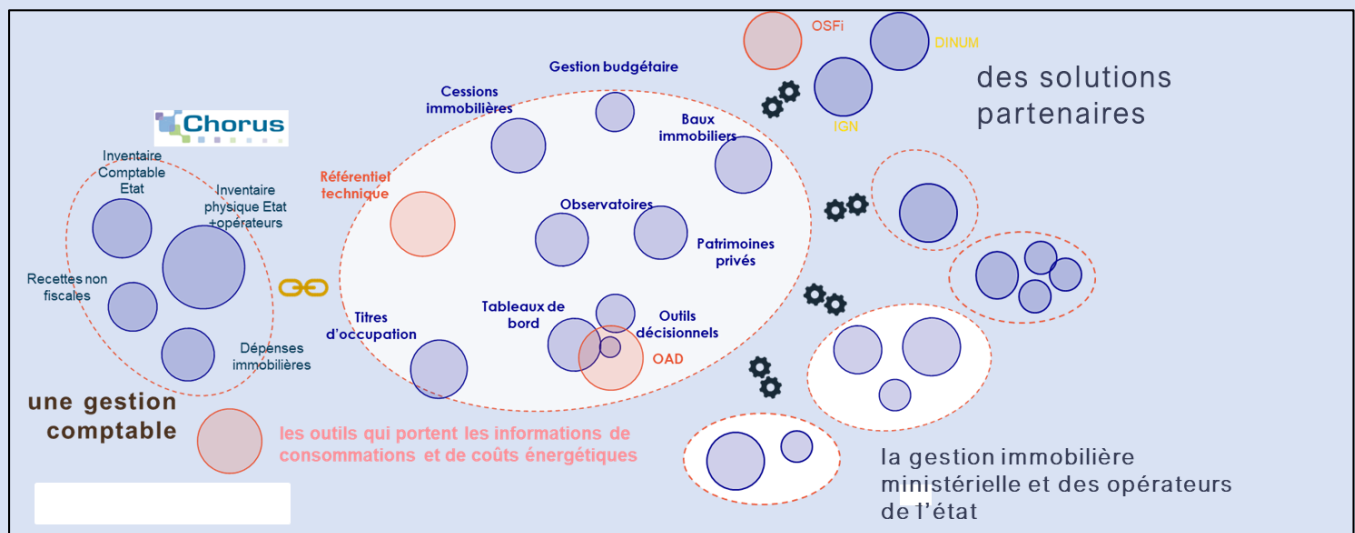 OSFi
DINUM
IGN
des solutions
partenaires
Gestion budgétaire
Cessions
immobilières
Baux
immobiliers
Chorus
Inventaire
Comptable
Etat
Inventaire
physique Etat
+opérateurs
Référentiel
technique
Observatoires
Patrimoines
privés
Recettes non
fiscales
Titres
d'occupation
Tableaux de
bord
Outils
décisionnels
OAD
Dépenses
immobilières
une gestion
comptable
les outils qui portent les informations de
consommations et de coûts énergétiques
la gestion immobilière
ministérielle et des opérateurs
de l'état